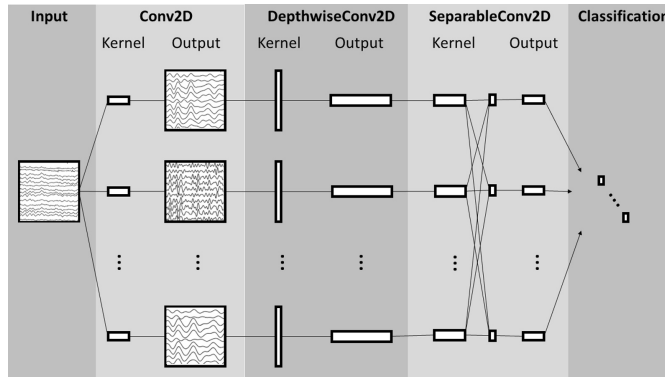 Input Conv2D DepthwiseConv2D SeparableConv2D Classification
Kernel Output Kernel Output Kernel Output